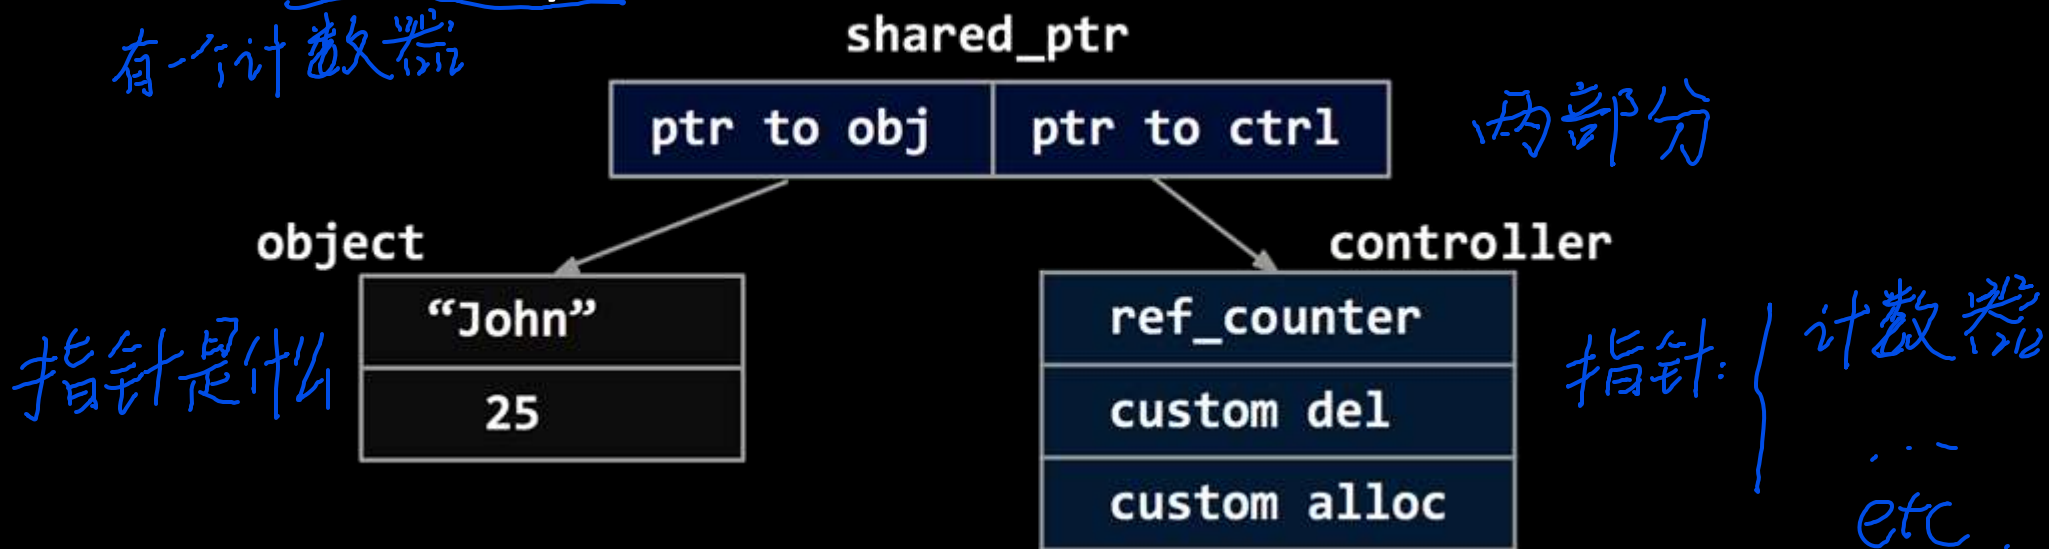 有一个计数器
shared_ptr
ptr to obj
ptr to ctrl
两部分
object
controller
“John”
25
指针是什么
ref_counter
custom del
custom alloc
指针:
计数器
...
etc.